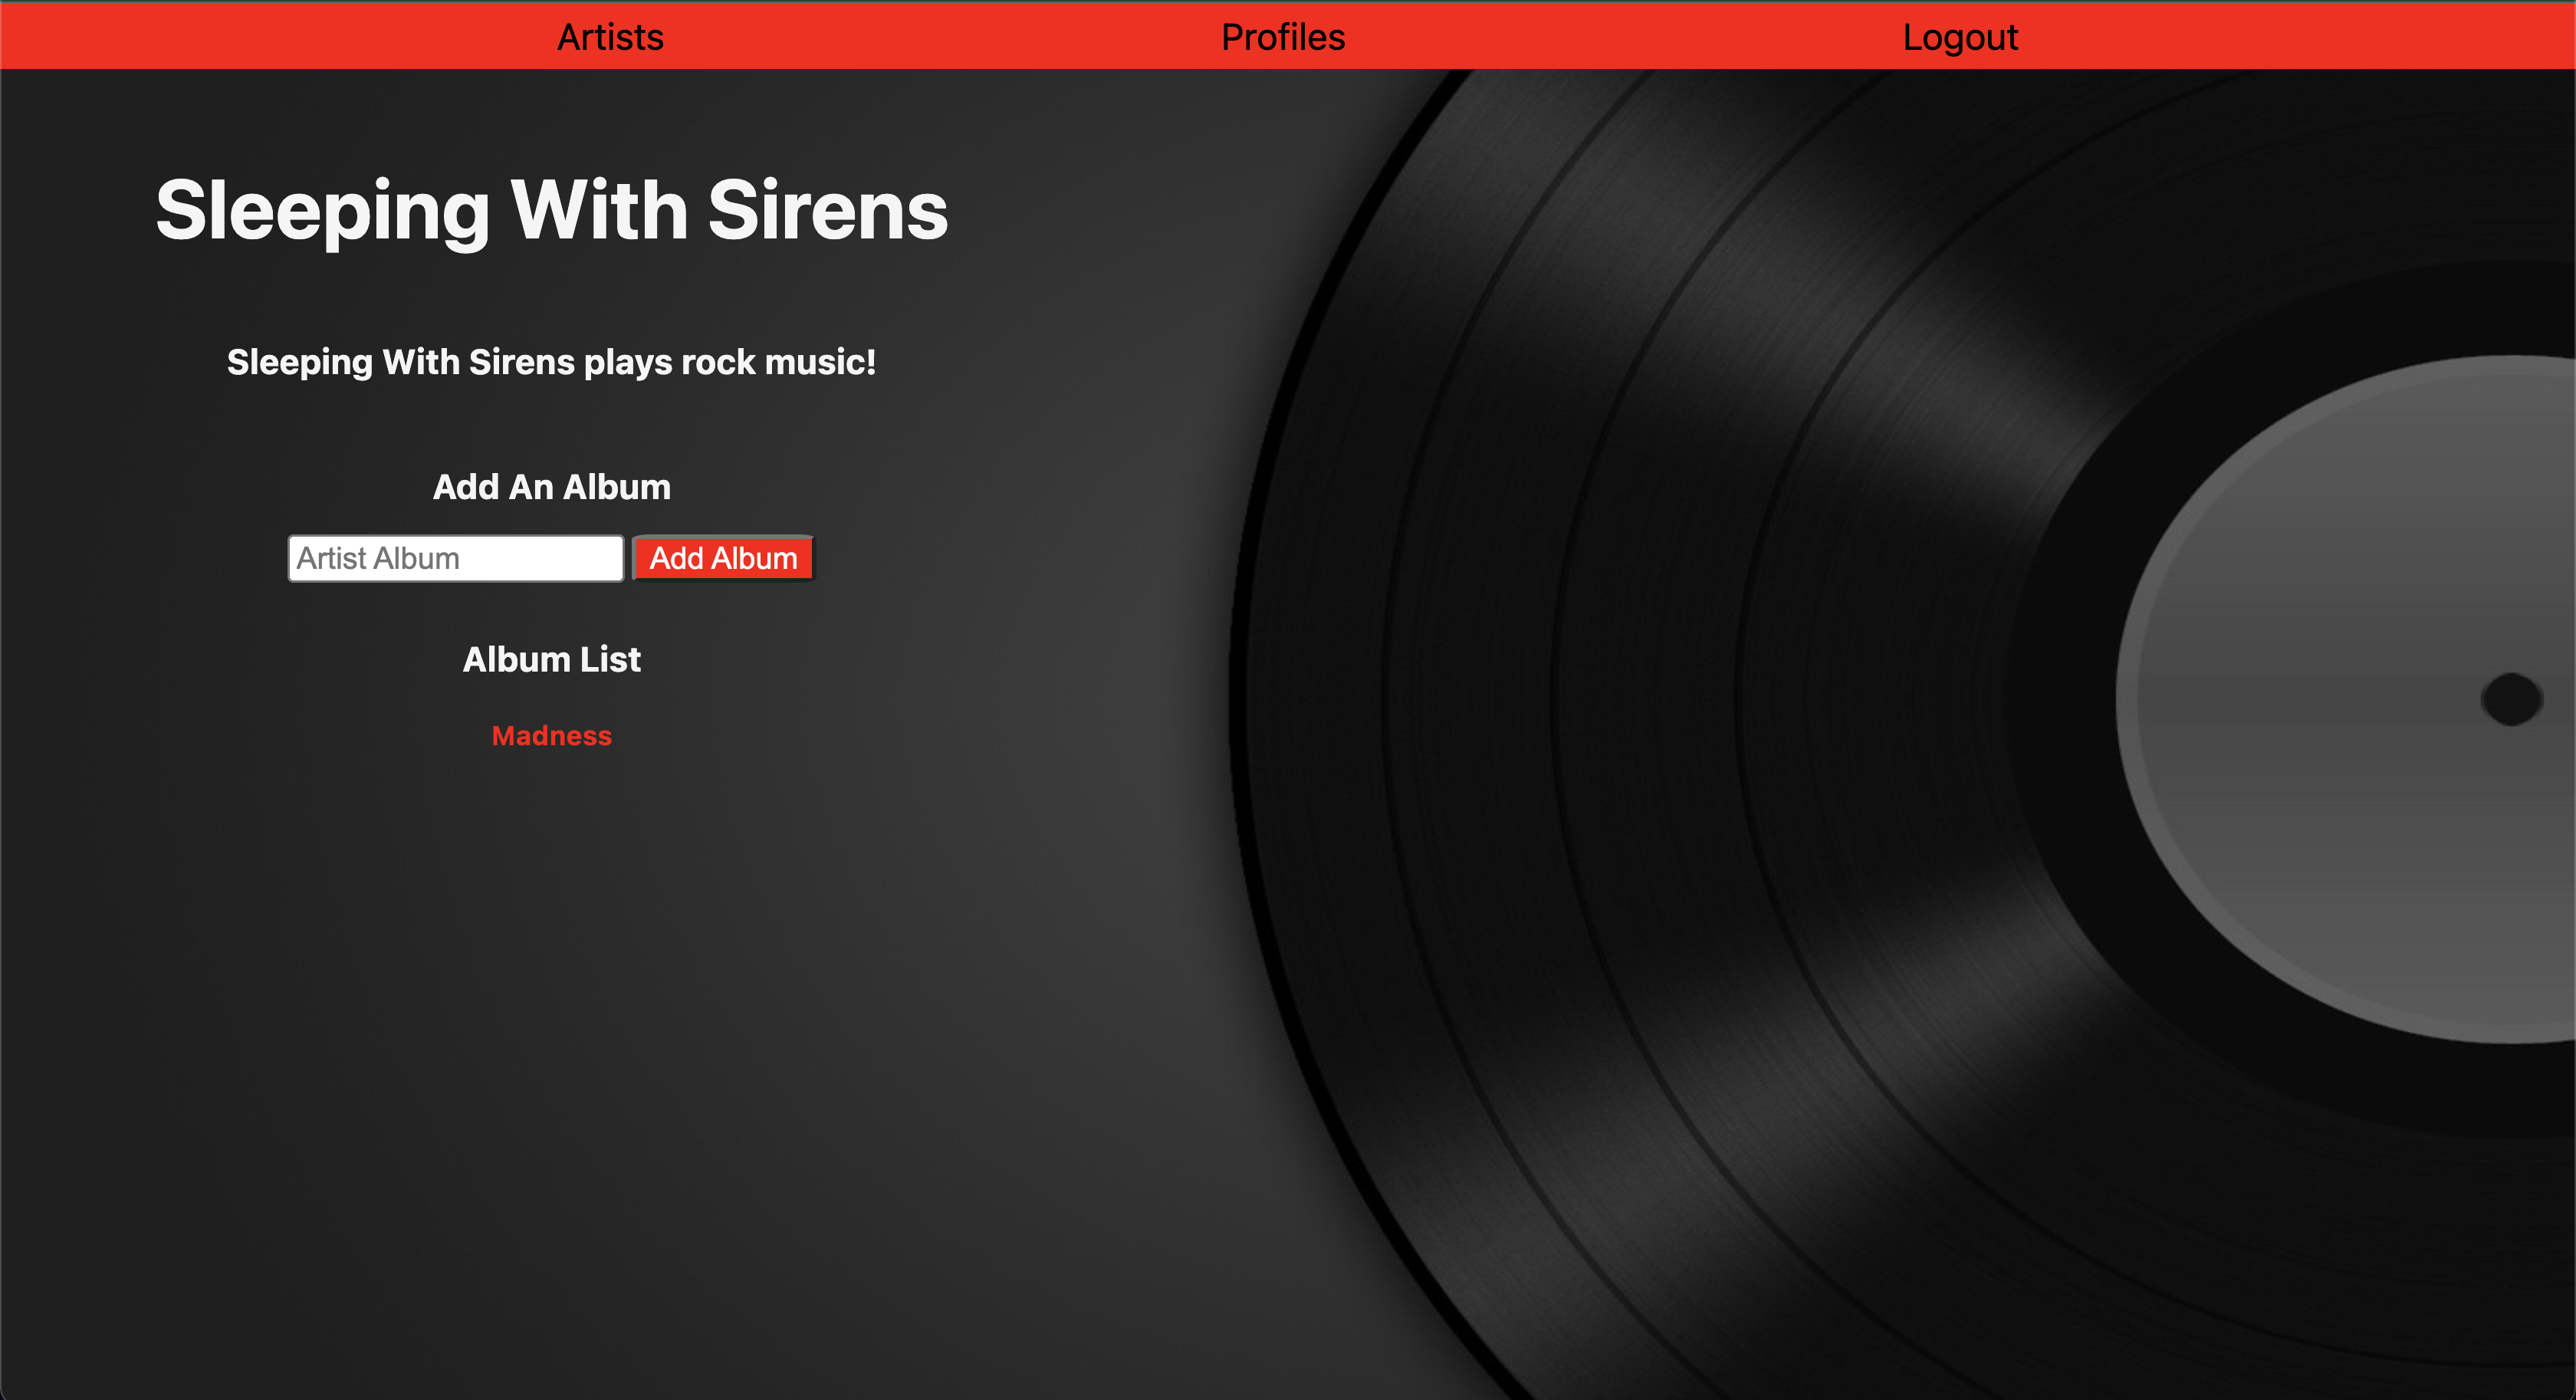 Artists Profiles Logout
Sleeping With Sirens
Sleeping With Sirens plays rock music!
Add An Album
Artist Album Add Album
Album List
Madness